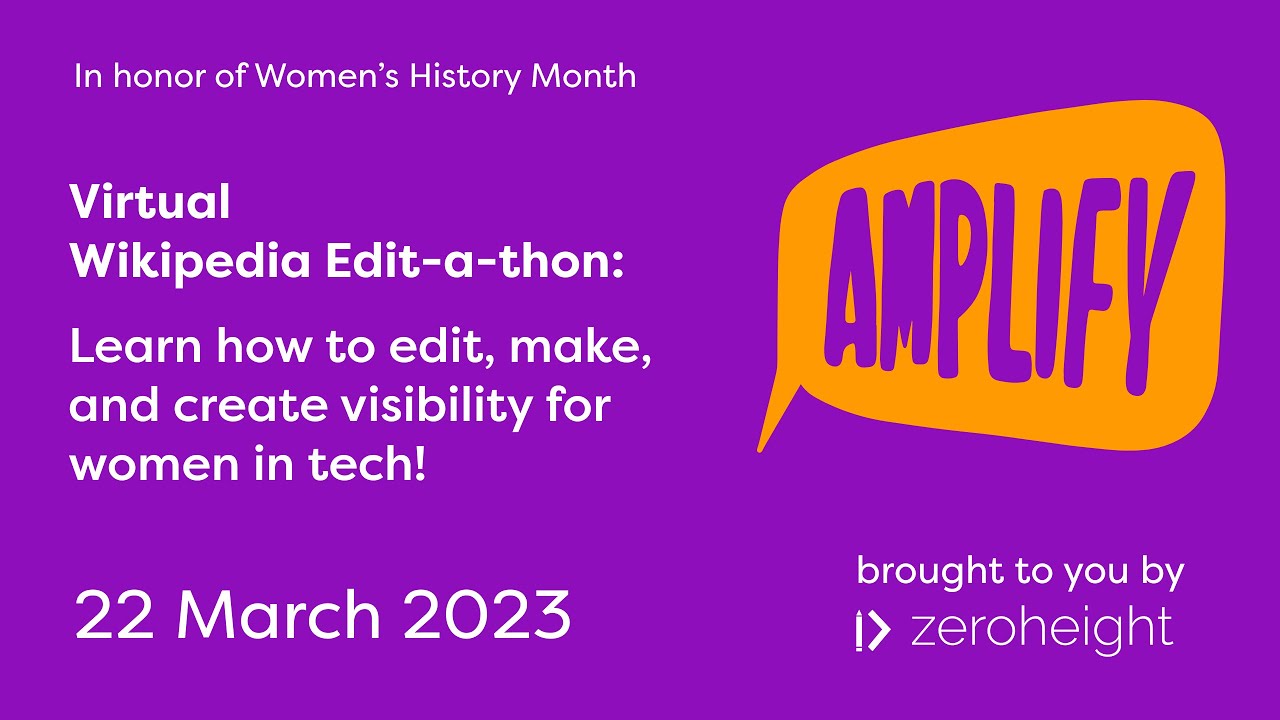 In honor of Women’s History Month
Virtual
Wikipedia Edit-a-thon:
Learn how to edit, make,
and create visibility for
women in tech!
22 March 2023
AMPLIFY
brought to you by
zeroheight